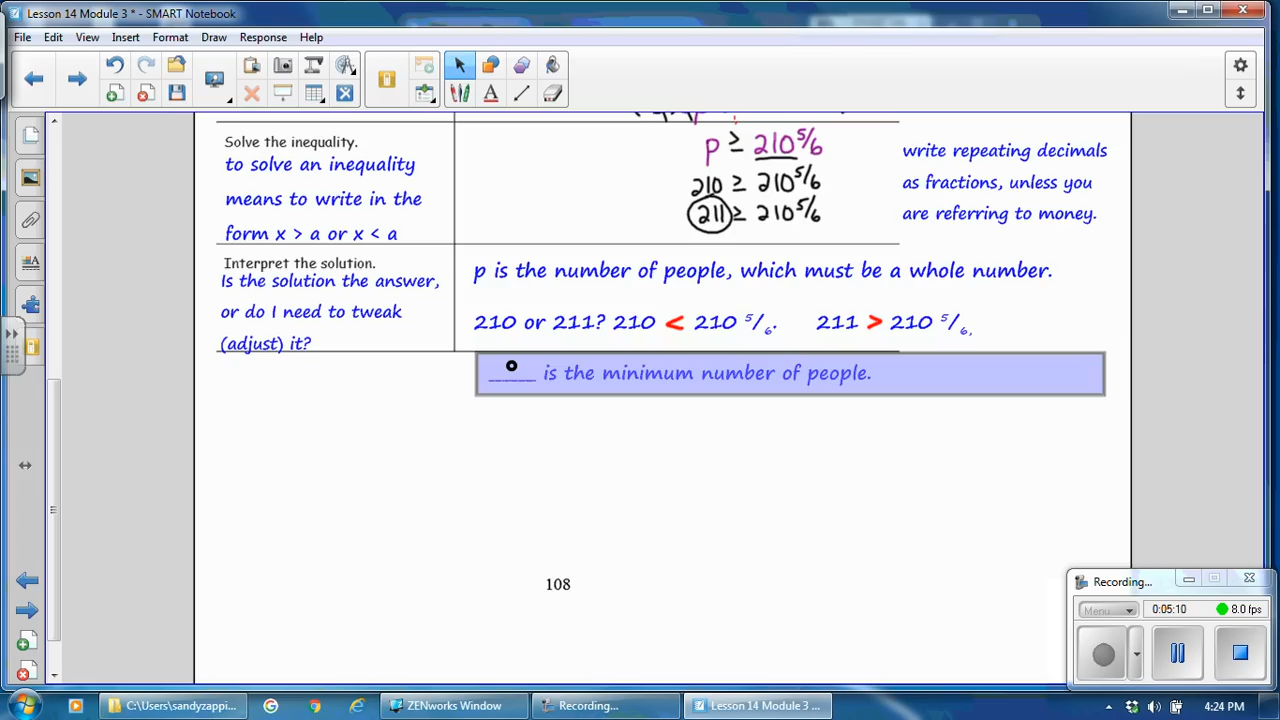 Lesson 14 Module 3 * - SMART Notebook
File Edit View Insert Format Draw Response Help
Solve the inequality.
to solve an inequality
means to write in the
form x > a or x < a
p ≥ 210 5/6
210 ≥ 210 5/6
211 ≥ 210 5/6
write repeating decimals
as fractions, unless you
are referring to money.
Interpret the solution.
Is the solution the answer,
or do I need to tweak
(adjust) it?
p is the number of people, which must be a whole number.
210 or 211? 210 < 210 5/6. 211 > 210 5/6.
______ is the minimum number of people.
108
Recording...
Menu 0:05:10 8.0 fps
C:\Users\sandyzappi...
ZENworks Window
Recording...
Lesson 14 Module 3 ...
4:24 PM